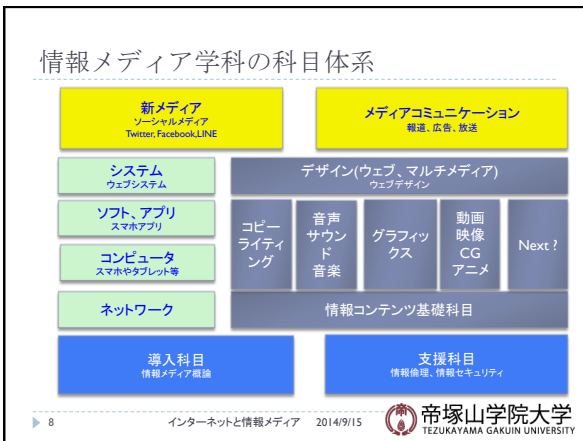 情報メディア学科の科目体系
新メディア
ソーシャルメディア
Twitter, Facebook,LINE
メディアコミュニケーション
報道、広告、放送
システム
ウェブシステム
デザイン(ウェブ、マルチメディア)
ウェブデザイン
ソフト、アプリ
スマホアプリ
コンピュータ
スマホやタブレット等
コピー
ライティ
ング
音声
サウン
ド
音楽
グラフィッ
クス
動画
映像
CG
アニメ
Next ?
ネットワーク
情報コンテンツ基礎科目
導入科目
情報メディア概論
支援科目
情報倫理、情報セキュリティ
8
インターネットと情報メディア
2014/9/15
帝塚山学院大学
TEZUKAYAMA GAKUIN UNIVERSITY